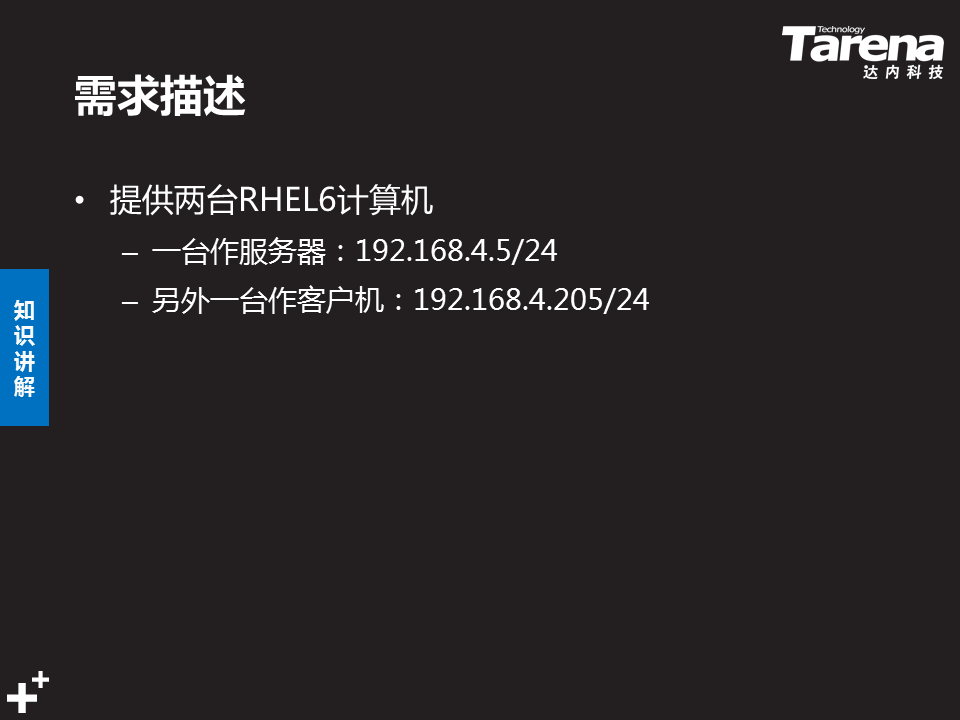 Technology
Tarena
达内科技
需求描述
• 提供两台RHEL6计算机
– 一台作服务器：192.168.4.5/24
– 另外一台作客户机：192.168.4.205/24
知识讲解